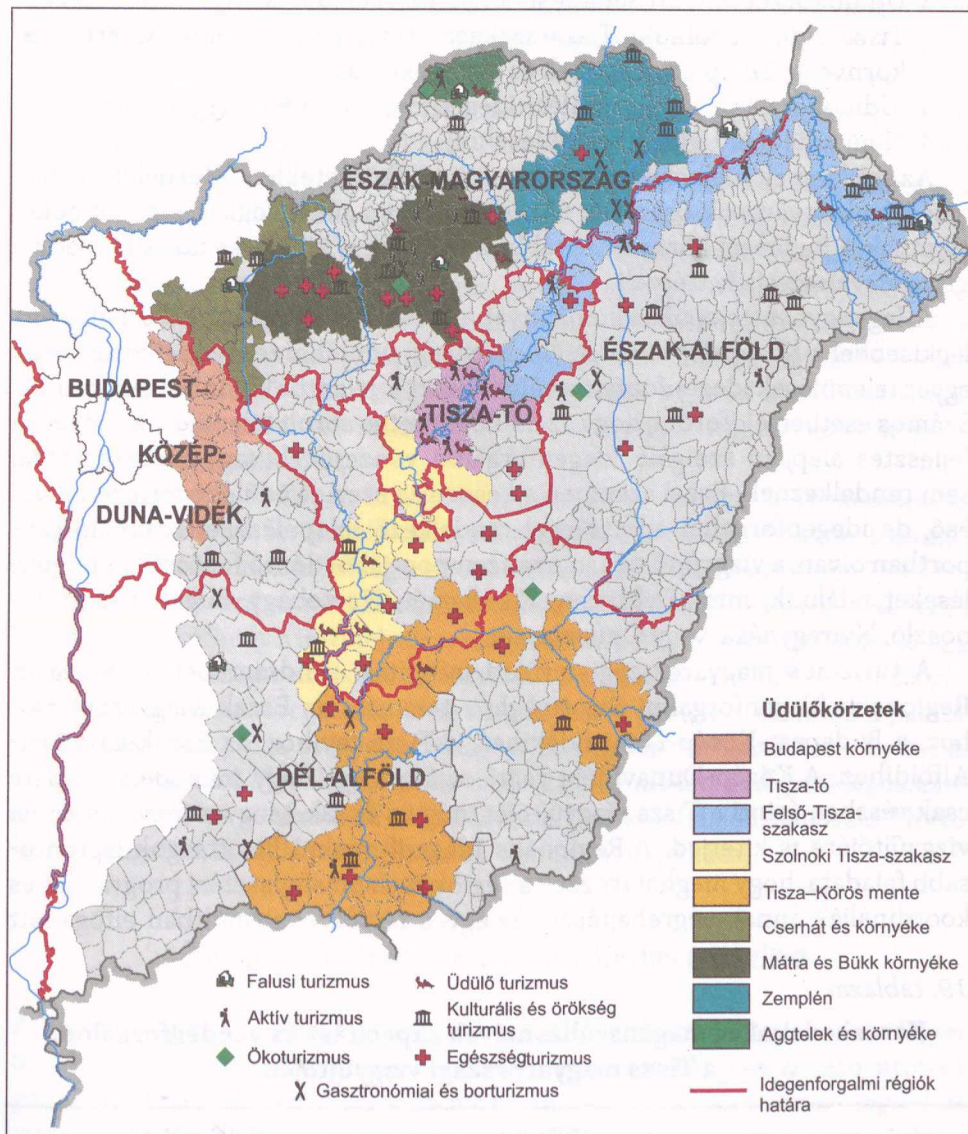 ÉSZAK-MAGYARORSZÁG
ÉSZAK-ALFÖLD
BUDAPEST-
KÖZÉP-
DUNA-VIDÉK
TISZA-TÓ
DÉL-ALFÖLD
Üdülőkörzetek
Budapest környéke
Tisza-tó
Felső-Tisza-
szakasz
Szolnoki Tisza-szakasz
Tisza–Körös mente
Cserhát és környéke
Mátra és Bükk környéke
Zemplén
Aggtelek és környéke
Idegenforgalmi régiók
határa
Falusi turizmus
Aktív turizmus
Ökoturizmus
Gasztronómiai és borturizmus
Üdülő turizmus
Kulturális és örökség
turizmus
Egészségturizmus